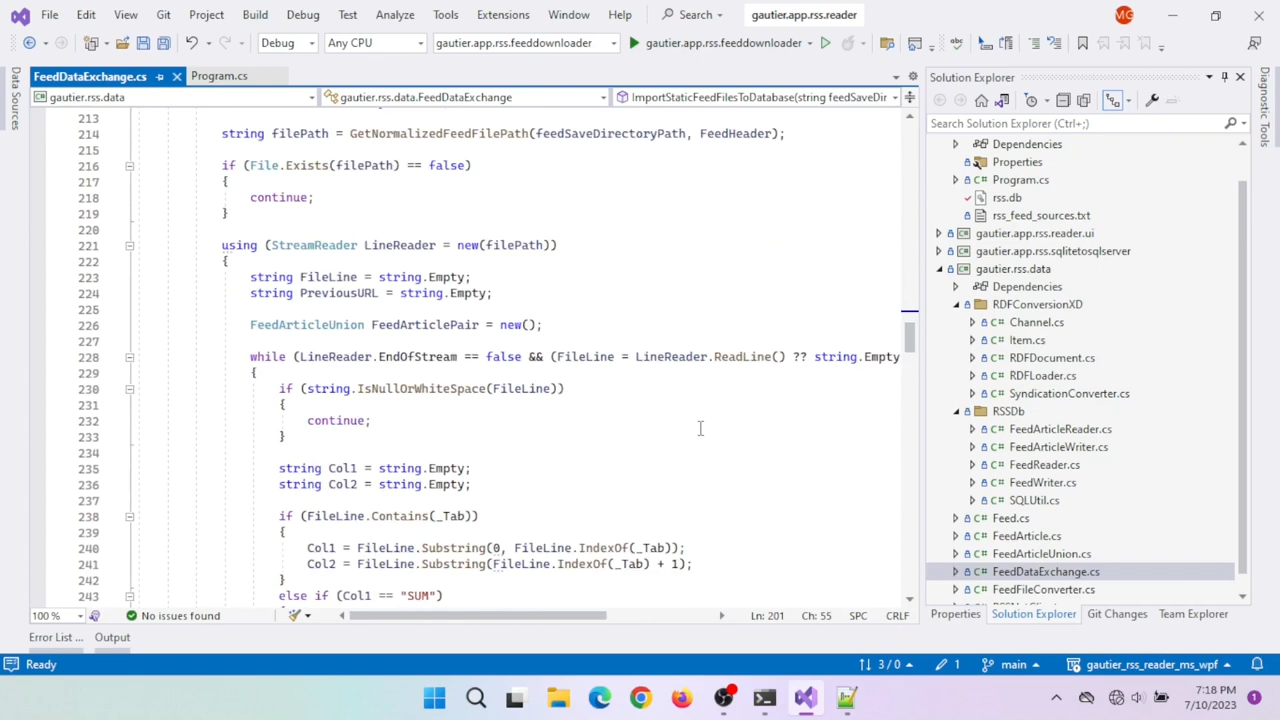 File Edit View Git Project Build Debug Test Analyze Tools Extensions Window Help Search gautier.app.rss.reader MG
Debug Any CPU gautier.app.rss.feeddownloader gautier.app.rss.feeddownloader
Data Sources
FeedDataExchange.cs Program.cs
gautier.rss.data gautier.rss.data.FeedDataExchange ImportStaticFeedFilesToDatabase(string feedSaveDir
213
214 string filePath = GetNormalizedFeedFilePath(feedSaveDirectoryPath, FeedHeader);
215
216 if (File.Exists(filePath) == false)
217 {
218 continue;
219 }
220
221 using (StreamReader LineReader = new(filePath))
222 {
223 string FileLine = string.Empty;
224 string PreviousURL = string.Empty;
225
226 FeedArticleUnion FeedArticlePair = new();
227
228 while (LineReader.EndOfStream == false && (FileLine = LineReader.ReadLine() ?? string.Empty
229 {
230 if (string.IsNullOrWhiteSpace(FileLine))
231 {
232 continue;
233 }
234
235 string Col1 = string.Empty;
236 string Col2 = string.Empty;
237
238 if (FileLine.Contains(_Tab))
239 {
240 Col1 = FileLine.Substring(0, FileLine.IndexOf(_Tab));
241 Col2 = FileLine.Substring(FileLine.IndexOf(_Tab) + 1);
242 }
243 else if (Col1 == "SUM")
100 % No issues found Ln: 201 Ch: 55 SPC CRLF
Error List ... Output
Solution Explorer
Search Solution Explorer (Ctrl+;)
Dependencies
Properties
C# Program.cs
rss.db
rss_feed_sources.txt
gautier.app.rss.reader.ui
gautier.app.rss.sqlitetosqlserver
gautier.rss.data
Dependencies
RDFConversionXD
C# Channel.cs
C# Item.cs
C# RDFDocument.cs
C# RDFLoader.cs
C# SyndicationConverter.cs
RSSDb
C# FeedArticleReader.cs
C# FeedArticleWriter.cs
C# FeedReader.cs
C# FeedWriter.cs
C# SQLUtil.cs
C# Feed.cs
C# FeedArticle.cs
C# FeedArticleUnion.cs
C# FeedDataExchange.cs
C# FeedFileConverter.cs
Properties Solution Explorer Git Changes Team Explorer
Diagnostic Tools
Ready 3 / 0 1 main gautier_rss_reader_ms_wpf
7:18 PM
7/10/2023
1